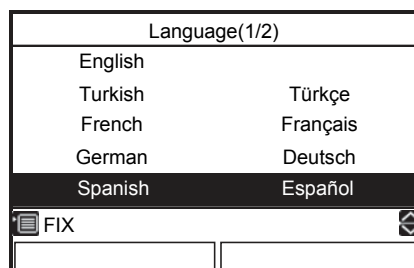 Language(1/2)
English
Turkish Türkçe
French Français
German Deutsch
Spanish Español
FIX